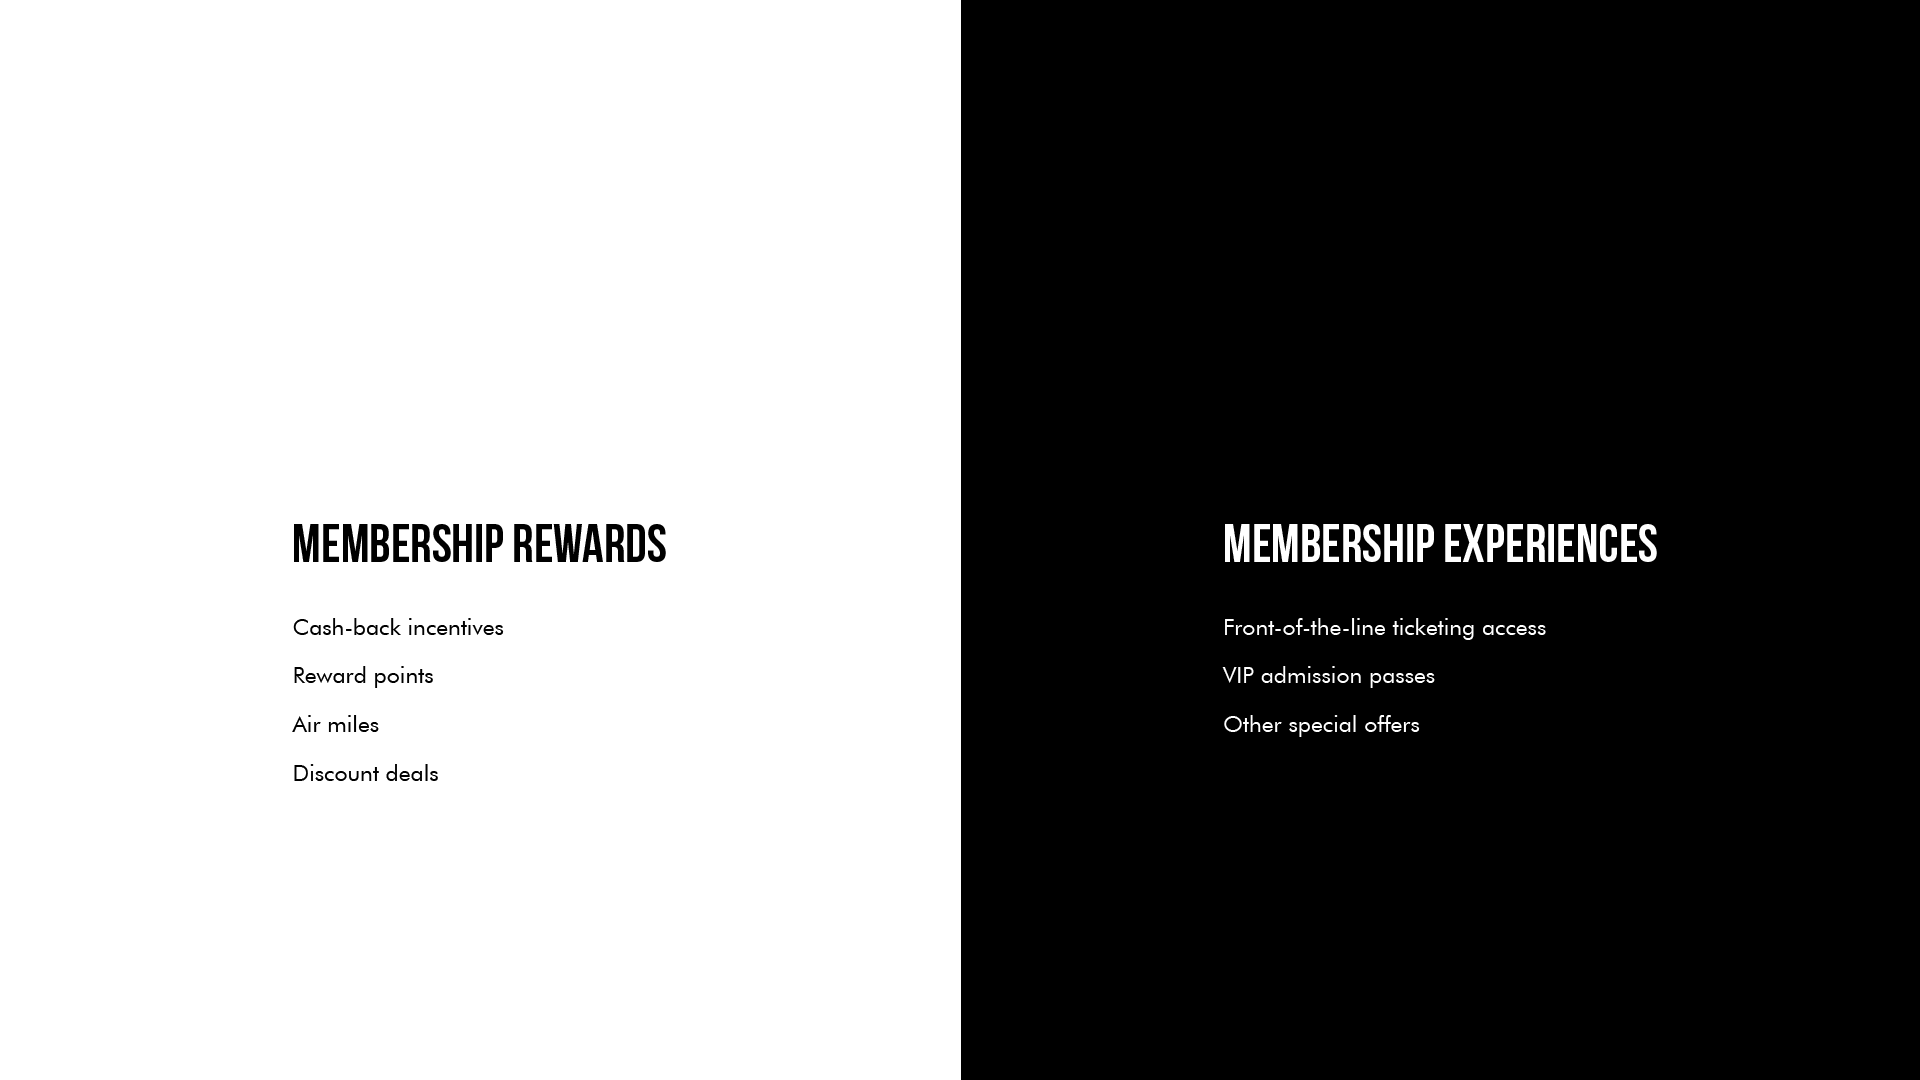 MEMBERSHIP REWARDS
Cash-back incentives
Reward points
Air miles
Discount deals
MEMBERSHIP EXPERIENCES
Front-of-the-line ticketing access
VIP admission passes
Other special offers